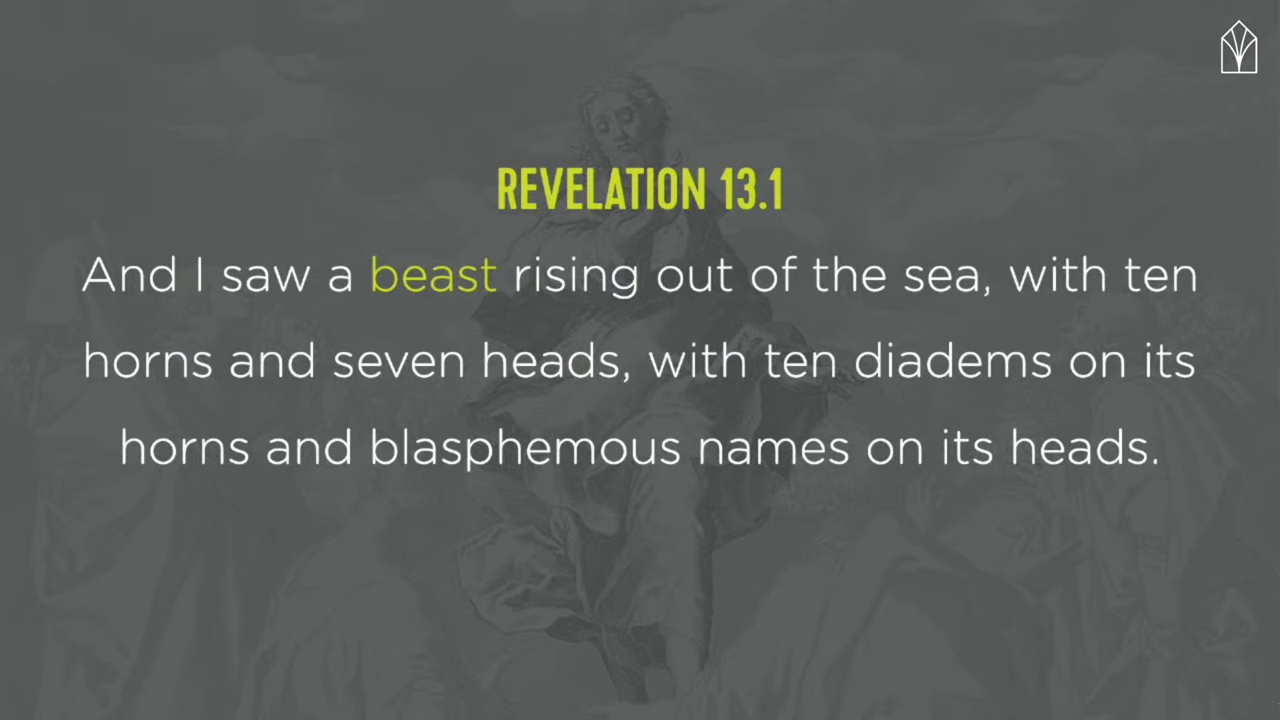 REVELATION 13.1
And I saw a beast rising out of the sea, with ten
horns and seven heads, with ten diadems on its
horns and blasphemous names on its heads.